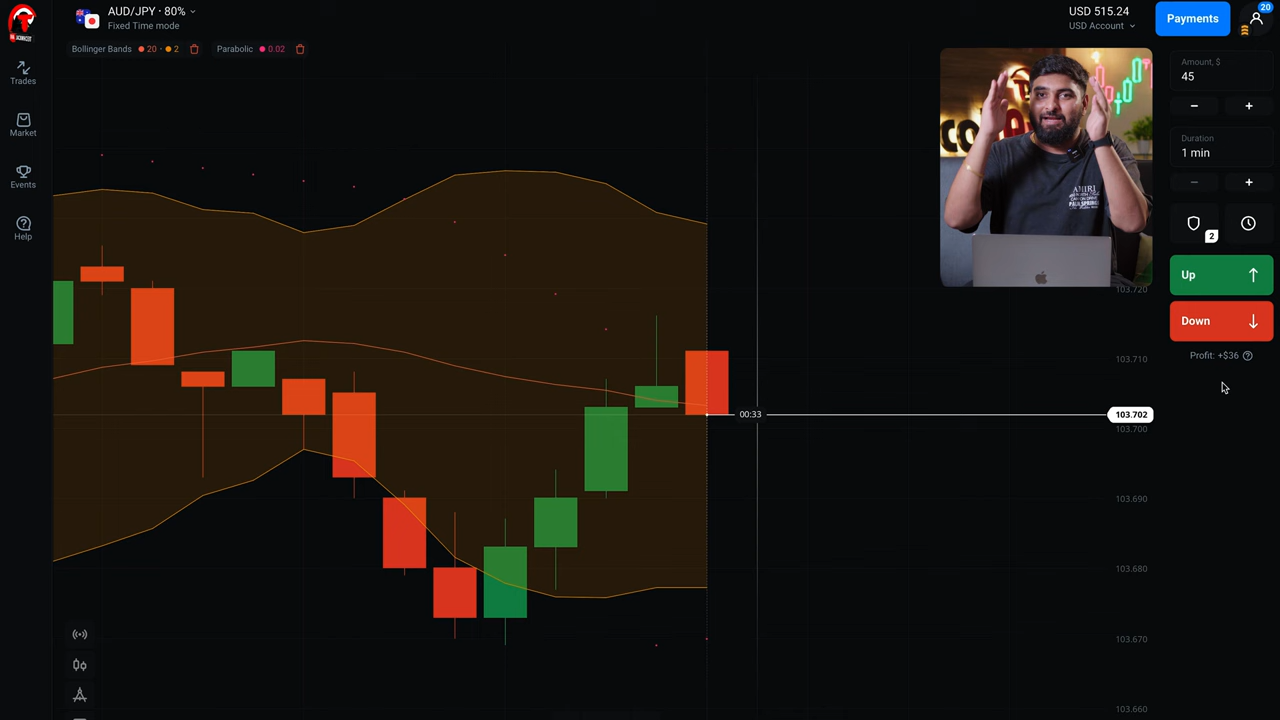 AUD/JPY · 80%
Fixed Time mode
USD 515.24
USD Account
Payments
20
Bollinger Bands 20 · 2
Parabolic 0.02
Trades
Market
Events
Help
Amount, $
45
Duration
1 min
2
Up
Down
Profit: +$36
AMIRI
103.720
103.710
00:33
103.702
103.700
103.690
103.680
103.670
103.660